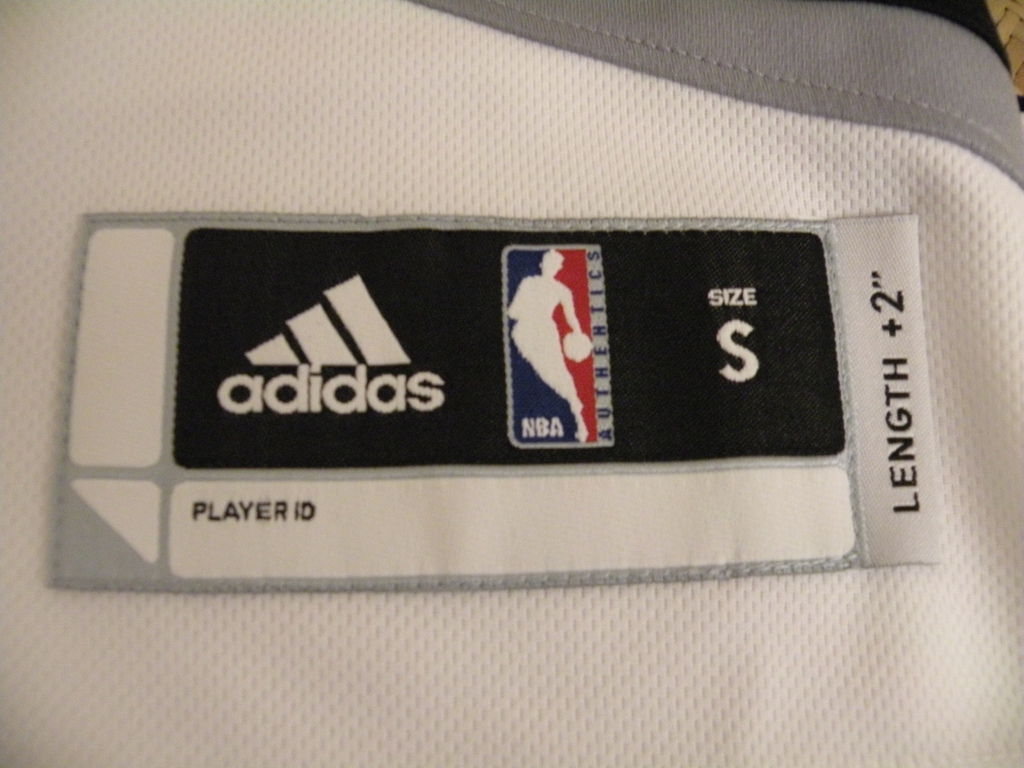 adidas
NBA
AUTHENTICS
SIZE
S
LENGTH +2"
PLAYER ID